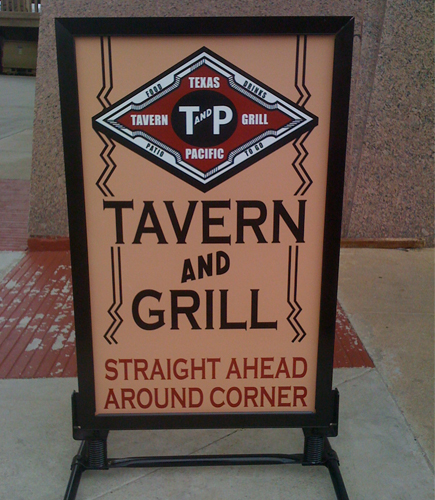 FOOD DRINKS
TEXAS
TAVERN T AND P GRILL
PACIFIC
PATIO TO GO
TAVERN
AND
GRILL
STRAIGHT AHEAD
AROUND CORNER